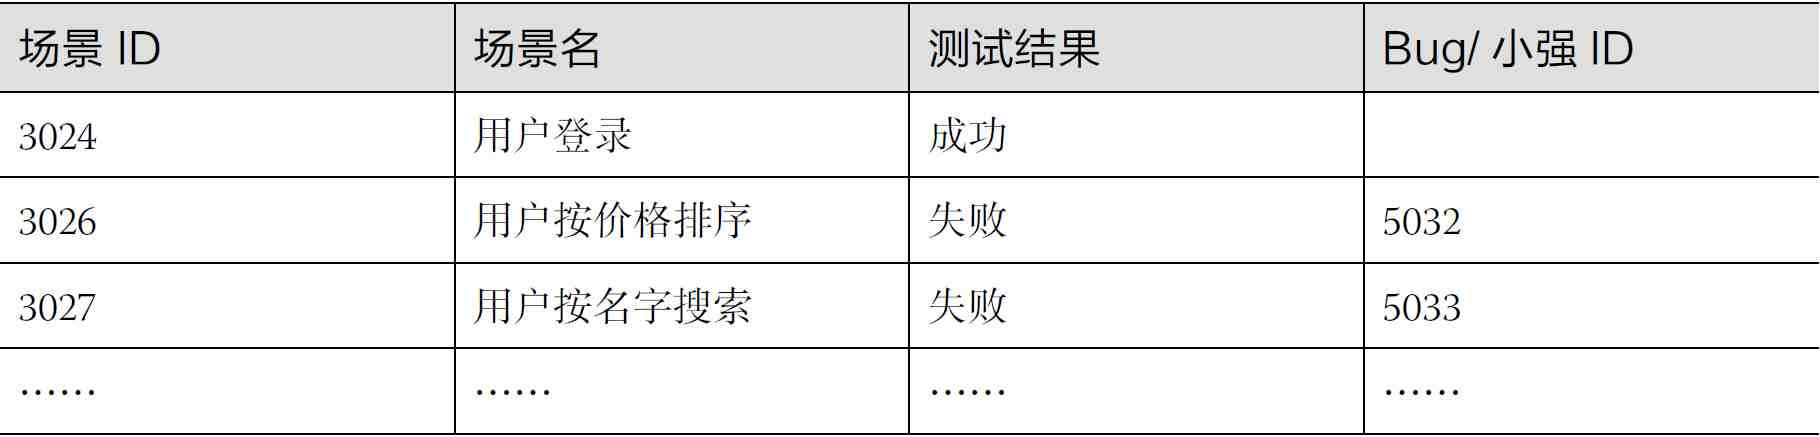 场景 ID 场景名 测试结果 Bug/ 小强 ID
3024 用户登录 成功
3026 用户按价格排序 失败 5032
3027 用户按名字搜索 失败 5033
…… …… …… ……